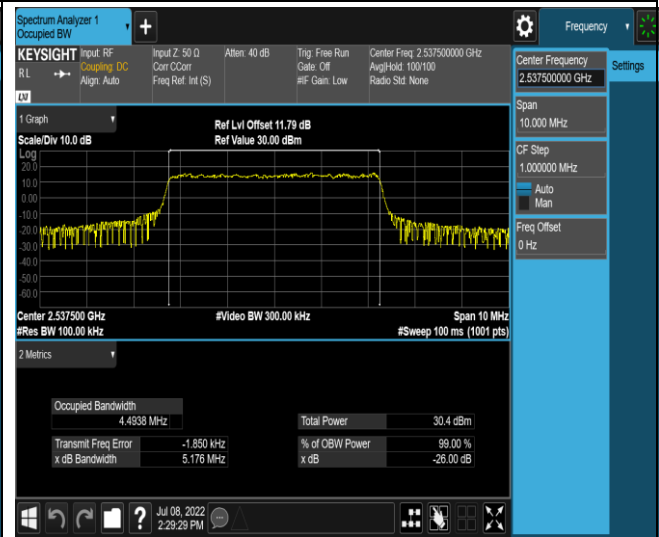 Spectrum Analyzer 1
Occupied BW
+
Frequency
KEYSIGHT
RL
LXI
Input: RF
Coupling: DC
Align: Auto
Input Z: 50 Ω
Corr CCorr
Freq Ref: Int (S)
Atten: 40 dB
Trig: Free Run
Gate: Off
#IF Gain: Low
Center Freq: 2.537500000 GHz
Avg|Hold: 100/100
Radio Std: None
Center Frequency
2.537500000 GHz
Settings
Span
10.000 MHz
CF Step
1.000000 MHz
Auto
Man
Freq Offset
0 Hz
1 Graph
Scale/Div 10.0 dB
Ref Lvl Offset 11.79 dB
Ref Value 30.00 dBm
Log
20.0
10.0
0.00
-10.0
-20.0
-30.0
-40.0
-50.0
-60.0
Center 2.537500 GHz
#Video BW 300.00 kHz
Span 10 MHz
#Res BW 100.00 kHz
#Sweep 100 ms (1001 pts)
2 Metrics
Occupied Bandwidth
4.4938 MHz
Total Power 30.4 dBm
Transmit Freq Error -1.850 kHz
% of OBW Power 99.00 %
x dB Bandwidth 5.176 MHz
x dB -26.00 dB
?
Jul 08, 2022
2:29:29 PM